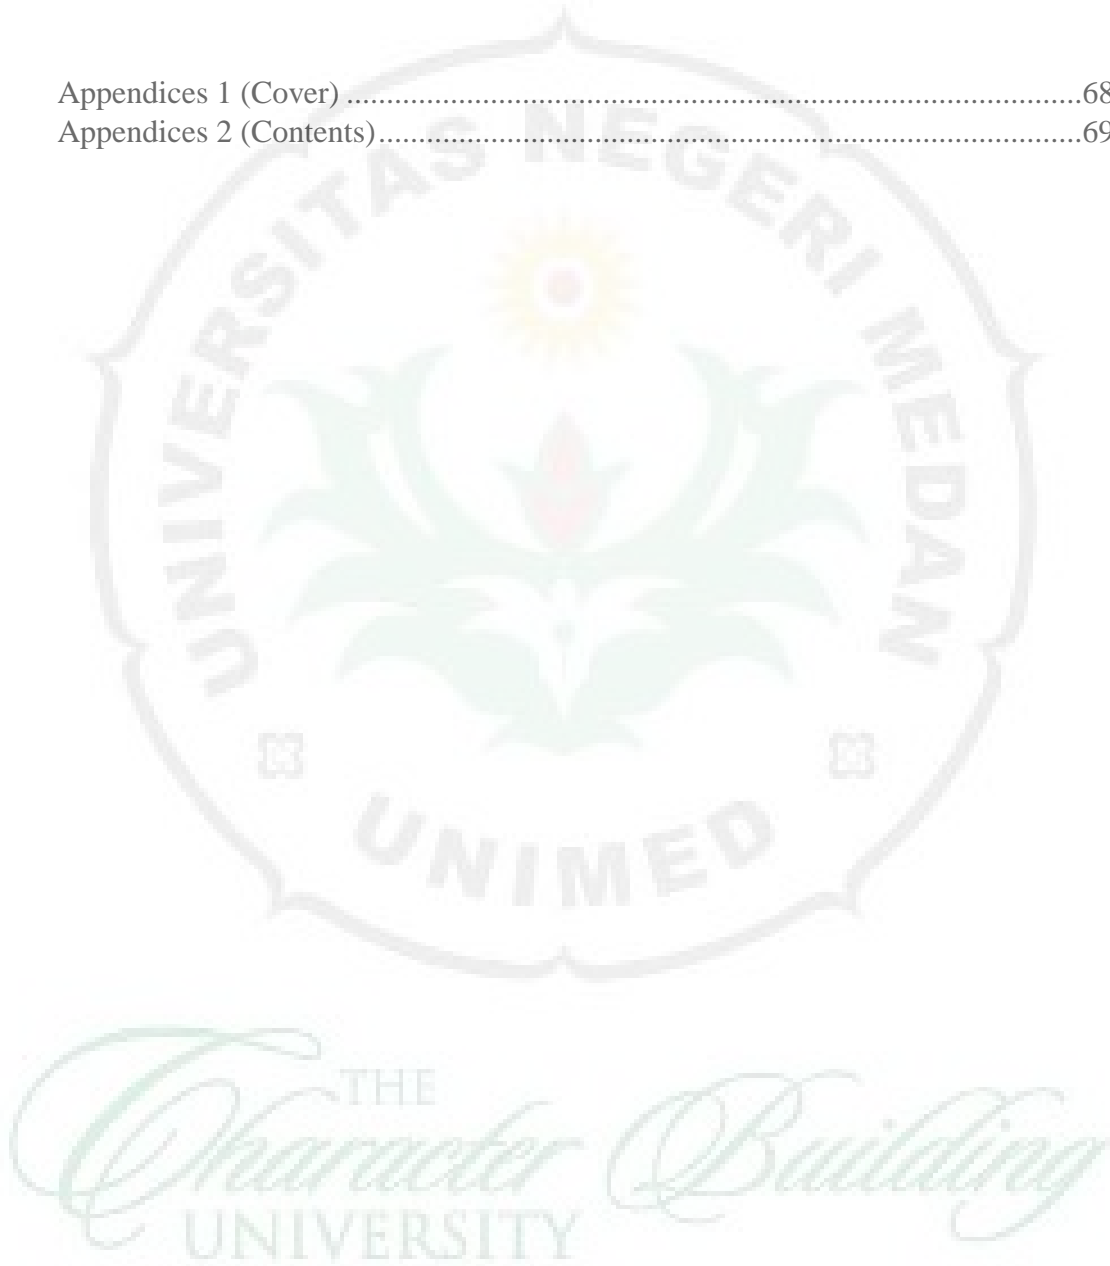 Appendices 1 (Cover) ............................................................................................68
Appendices 2 (Contents)........................................................................................69
UNIVERSITAS NEGERI MEDAN
UNIMED
THE
Character Building
UNIVERSITY